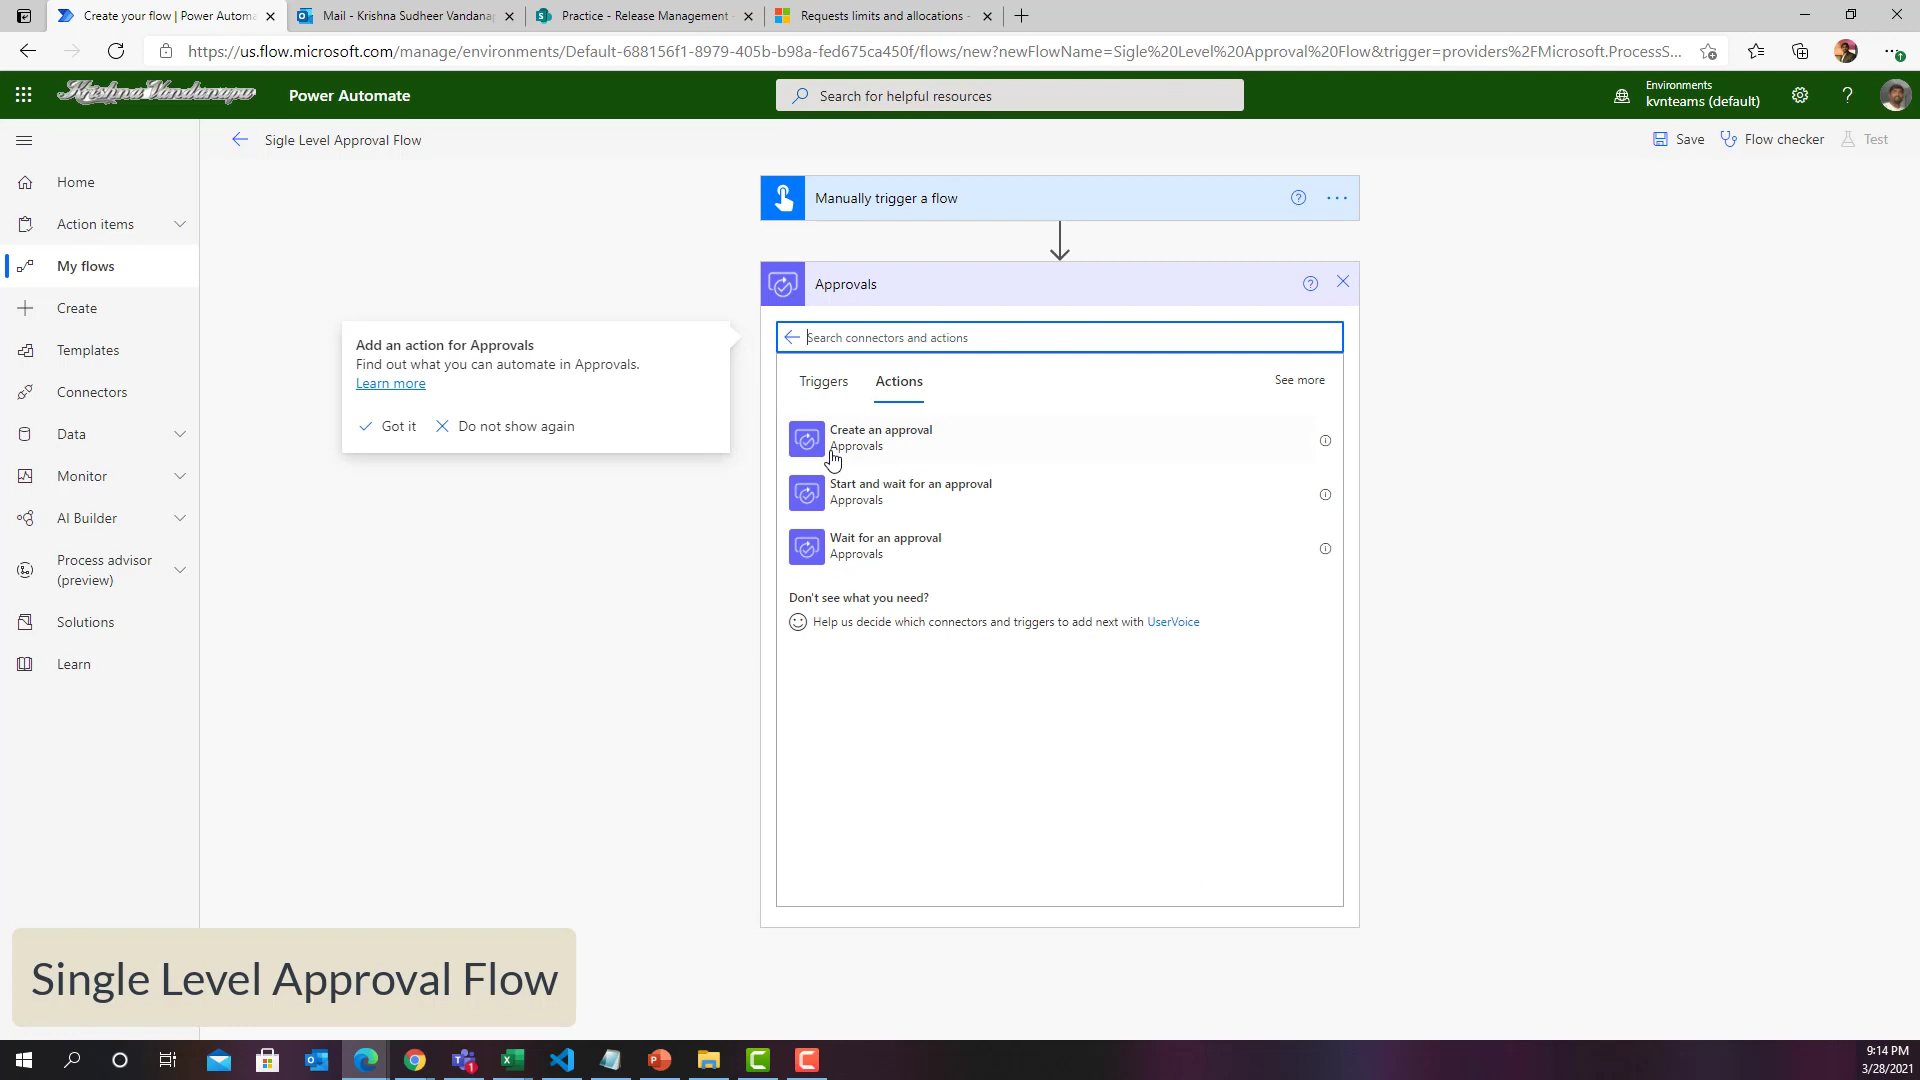 Create your flow | Power Automa
Mail - Krishna Sudheer Vandana
Practice - Release Management
Requests limits and allocations -
https://us.flow.microsoft.com/manage/environments/Default-688156f1-8979-405b-b98a-fed675ca450f/flows/new?newFlowName=Sigle%20Level%20Approval%20Flow&trigger=providers%2FMicrosoft.ProcessS...
Krishna Vandanapu
Power Automate
Search for helpful resources
Environments
kvnteams (default)
Sigle Level Approval Flow
Save
Flow checker
Test
Home
Action items
My flows
Create
Templates
Connectors
Data
Monitor
AI Builder
Process advisor
(preview)
Solutions
Learn
Manually trigger a flow
Approvals
Add an action for Approvals
Find out what you can automate in Approvals.
Learn more
Got it
Do not show again
Search connectors and actions
Triggers
Actions
See more
Create an approval
Approvals
Start and wait for an approval
Approvals
Wait for an approval
Approvals
Don't see what you need?
Help us decide which connectors and triggers to add next with UserVoice
Single Level Approval Flow
9:14 PM
3/28/2021